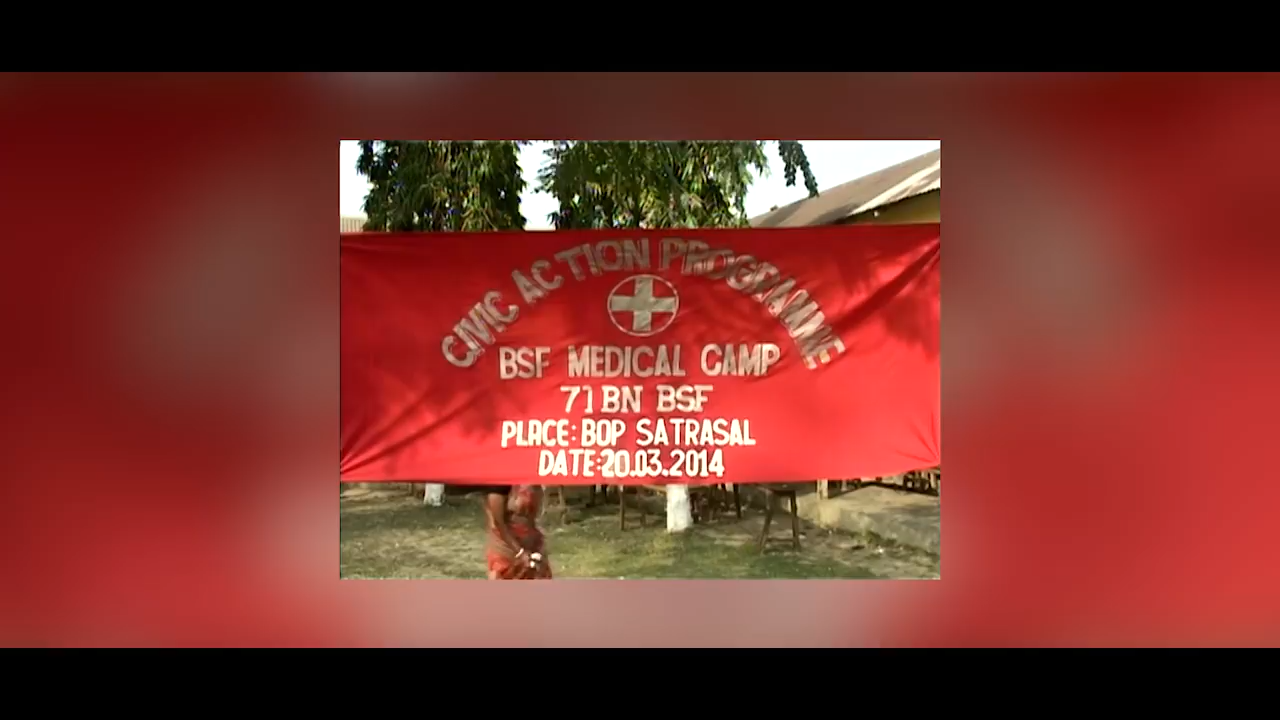 CIVIC ACTION PROGRAMME
BSF MEDICAL CAMP
71 BN BSF
PLACE: BOP SATRASAL
DATE:20.03.2014